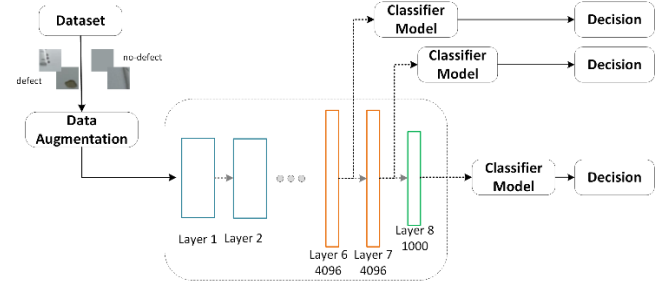 Dataset
no-defect
defect
Data
Augmentation
Layer 1
Layer 2
Layer 6
4096
Layer 7
4096
Layer 8
1000
Classifier
Model
Decision
Classifier
Model
Decision
Classifier
Model
Decision